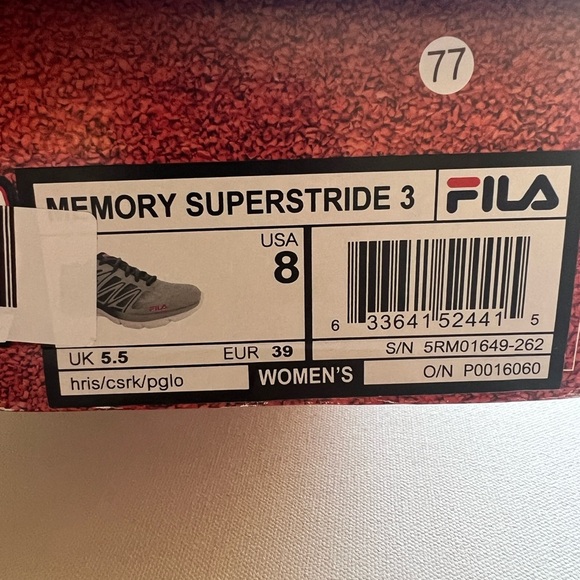 77
MEMORY SUPERSTRIDE 3
FILA
USA
8
FILA
6 33641 52441 5
UK 5.5 EUR 39
S/N 5RM01649-262
hris/csrk/pglo
WOMEN'S
O/N P0016060